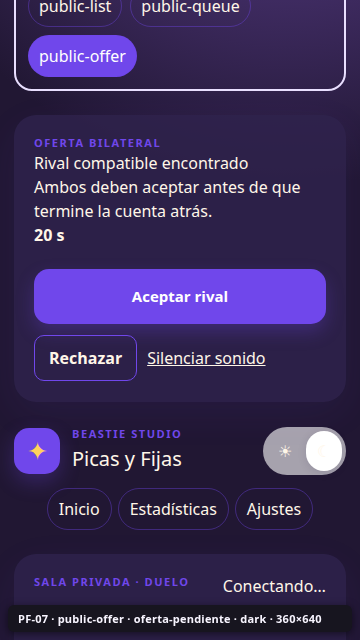 public-list public-queue
public-offer
OFERTA BILATERAL
Rival compatible encontrado
Ambos deben aceptar antes de que
termine la cuenta atrás.
20 s
Aceptar rival
Rechazar Silenciar sonido
BEASTIE STUDIO
Picas y Fijas
Inicio Estadísticas Ajustes
SALA PRIVADA · DUELO Conectando...
PF-07 · public-offer · oferta-pendiente · dark · 360×640